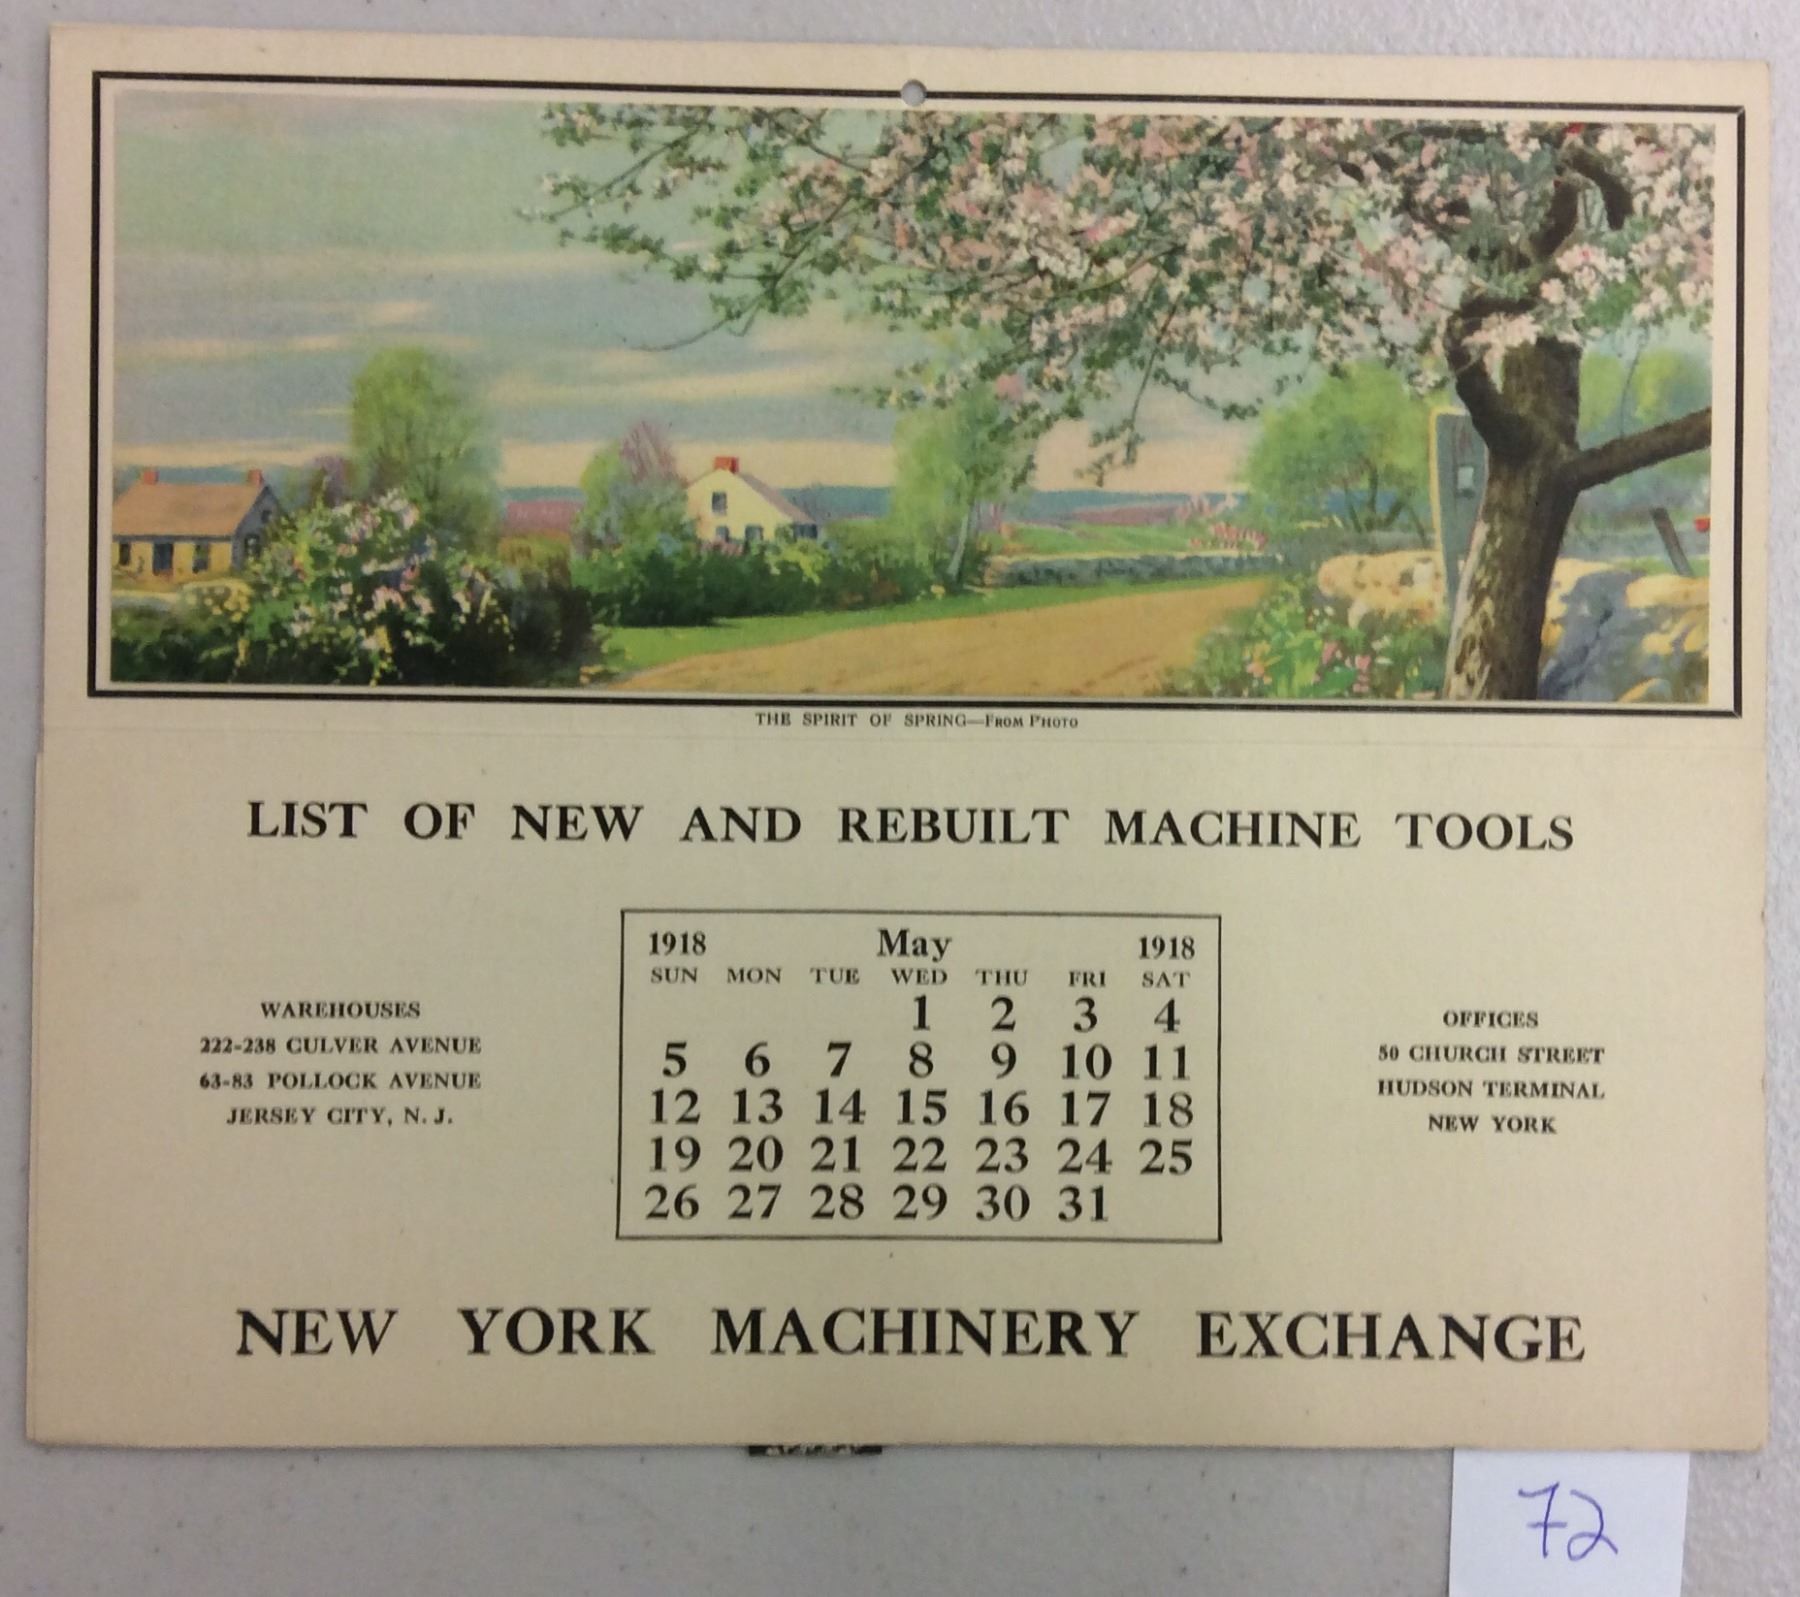 THE SPIRIT OF SPRING—FROM PHOTO
LIST OF NEW AND REBUILT MACHINE TOOLS
1918 May 1918
SUN MON TUE WED THU FRI SAT
1 2 3 4
5 6 7 8 9 10 11
12 13 14 15 16 17 18
19 20 21 22 23 24 25
26 27 28 29 30 31
WAREHOUSES
222-238 CULVER AVENUE
63-83 POLLOCK AVENUE
JERSEY CITY, N. J.
OFFICES
50 CHURCH STREET
HUDSON TERMINAL
NEW YORK
NEW YORK MACHINERY EXCHANGE
72